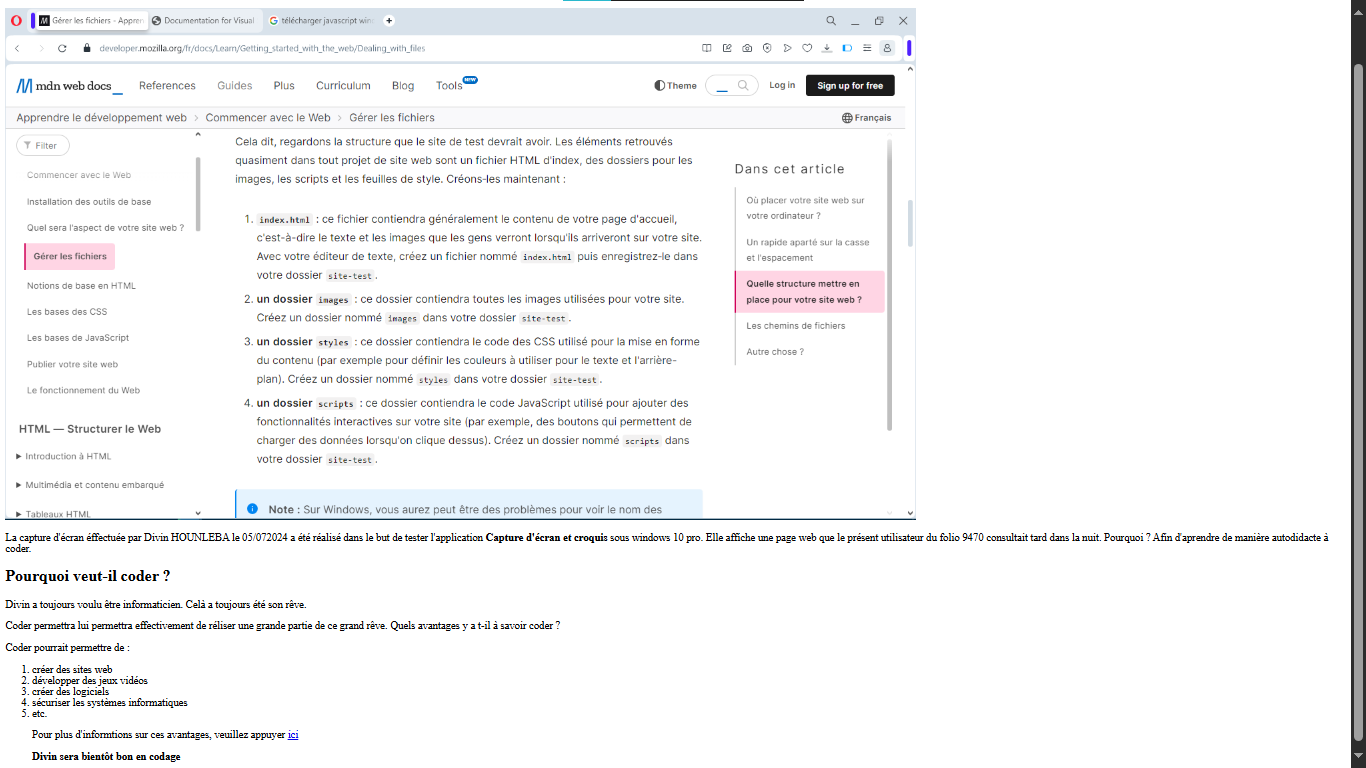 Gérer les fichiers - Appren
Documentation for Visual
télécharger javascript win
developer.mozilla.org/fr/docs/Learn/Getting_started_with_the_web/Dealing_with_files
mdn web docs_
References
Guides
Plus
Curriculum
Blog
Tools NEW
Theme
Log in
Sign up for free
Apprendre le développement web > Commencer avec le Web > Gérer les fichiers
Français
Filter
Commencer avec le Web
Installation des outils de base
Quel sera l'aspect de votre site web ?
Gérer les fichiers
Notions de base en HTML
Les bases des CSS
Les bases de JavaScript
Publier votre site web
Le fonctionnement du Web
HTML — Structurer le Web
Introduction à HTML
Multimédia et contenu embarqué
Tableaux HTML
Cela dit, regardons la structure que le site de test devrait avoir. Les éléments retrouvés
quasiment dans tout projet de site web sont un fichier HTML d'index, des dossiers pour les
images, les scripts et les feuilles de style. Créons-les maintenant :
1. index.html : ce fichier contiendra généralement le contenu de votre page d'accueil,
c'est-à-dire le texte et les images que les gens verront lorsqu'ils arriveront sur votre site.
Avec votre éditeur de texte, créez un fichier nommé index.html puis enregistrez-le dans
votre dossier site-test.
2. un dossier images : ce dossier contiendra toutes les images utilisées pour votre site.
Créez un dossier nommé images dans votre dossier site-test.
3. un dossier styles : ce dossier contiendra le code des CSS utilisé pour la mise en forme
du contenu (par exemple pour définir les couleurs à utiliser pour le texte et l'arrière-
plan). Créez un dossier nommé styles dans votre dossier site-test.
4. un dossier scripts : ce dossier contiendra le code JavaScript utilisé pour ajouter des
fonctionnalités interactives sur votre site (par exemple, des boutons qui permettent de
charger des données lorsqu'on clique dessus). Créez un dossier nommé scripts dans
votre dossier site-test.
Note : Sur Windows, vous aurez peut être des problèmes pour voir le nom des
Dans cet article
Où placer votre site web sur
votre ordinateur ?
Un rapide aparté sur la casse
et l'espacement
Quelle structure mettre en
place pour votre site web ?
Les chemins de fichiers
Autre chose ?
La capture d'écran éffectuée par Divin HOUNLEBA le 05/072024 a été réalisé dans le but de tester l'application Capture d'écran et croquis sous windows 10 pro. Elle affiche une page web que le présent utilisateur du folio 9470 consultait tard dans la nuit. Pourquoi ? Afin d'aprendre de manière autodidacte à
coder.
Pourquoi veut-il coder ?
Divin a toujours voulu être informaticien. Celà a toujours été son rêve.
Coder permettra lui permettra effectivement de réliser une grande partie de ce grand rêve. Quels avantages y a t-il à savoir coder ?
Coder pourrait permettre de :
1. créer des sites web
2. développer des jeux vidéos
3. créer des logiciels
4. sécuriser les systèmes informatiques
5. etc.
Pour plus d'informtions sur ces avantages, veuillez appuyer ici
Divin sera bientôt bon en codage